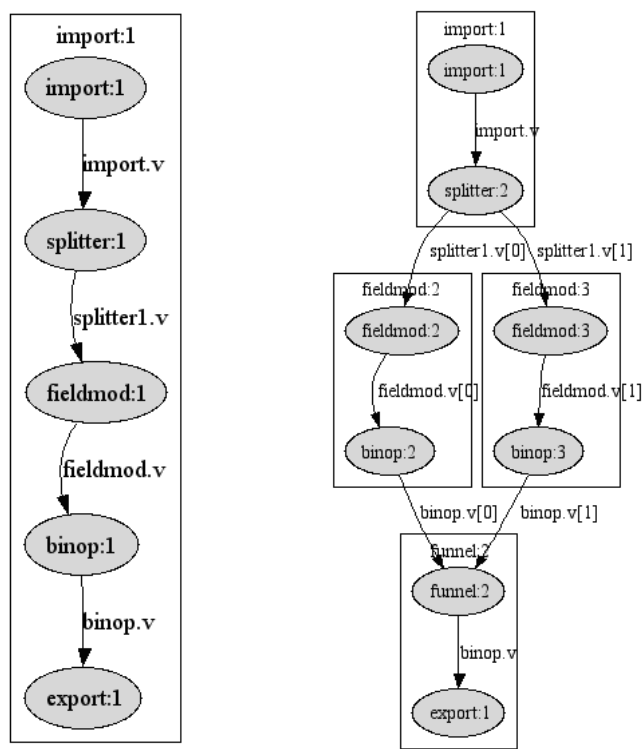 import:1
import:1
import.v
splitter:1
splitter1.v
fieldmod:1
fieldmod.v
binop:1
binop.v
export:1
import:1
import:1
import.v
splitter:2
splitter1.v[0]
splitter1.v[1]
fieldmod:2
fieldmod:3
fieldmod:2
fieldmod:3
fieldmod.v[0]
fieldmod.v[1]
binop:2
binop:3
binop.v[0]
binop.v[1]
funnel:2
funnel:2
binop.v
export:1